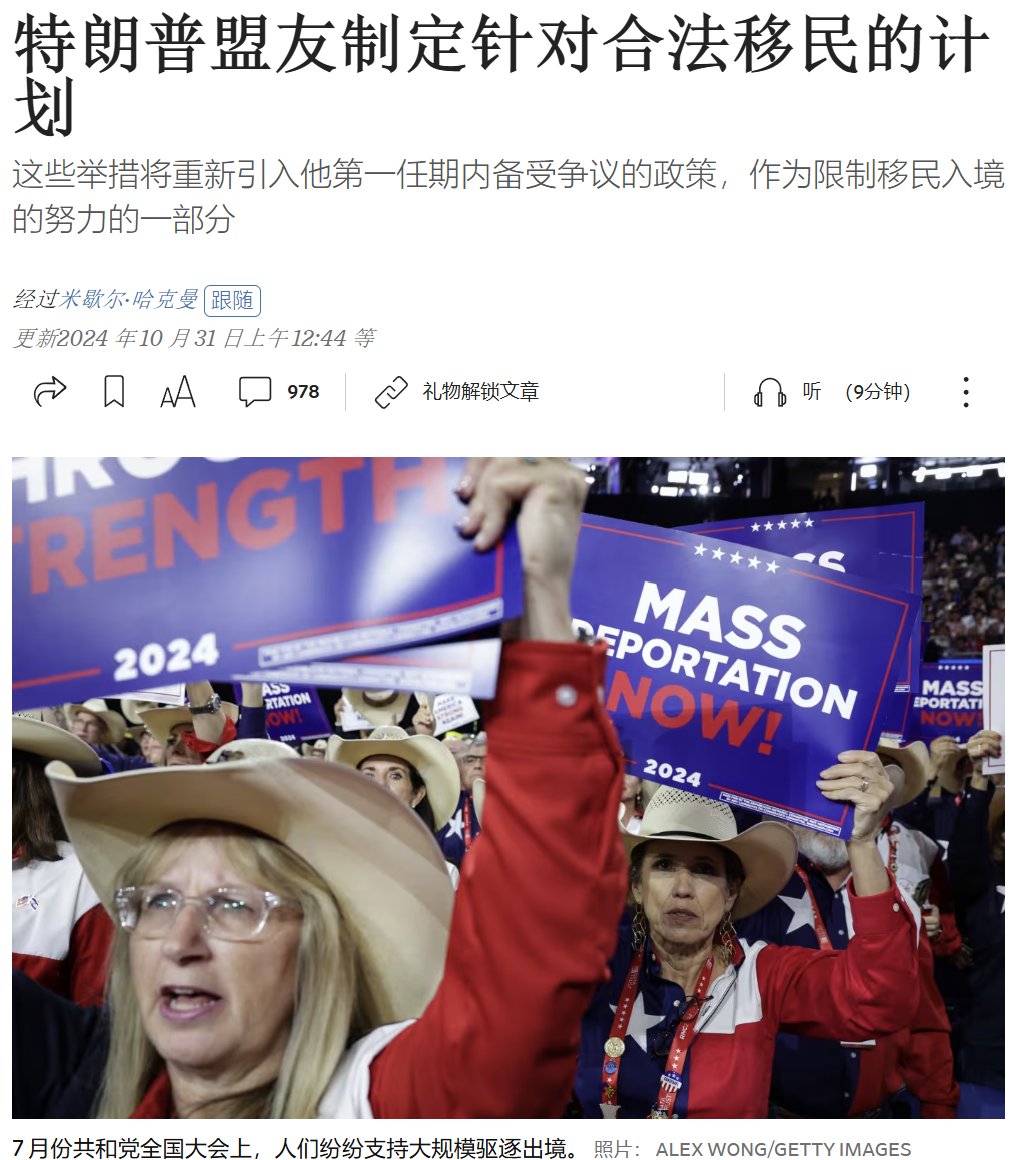 特朗普盟友制定针对合法移民的计
划
这些举措将重新引入他第一任期内备受争议的政策，作为限制移民入境
的努力的一部分
经过米歇尔·哈克曼 跟随
更新2024 年10 月 31 日上午12:44 等
978 礼物解锁文章 听 (9分钟)
TRENGTH
2024
MASS
DEPORTATION
NOW!
2024
MASS
NOW!
7 月份共和党全国大会上，人们纷纷支持大规模驱逐出境。 照片： ALEX WONG/GETTY IMAGES